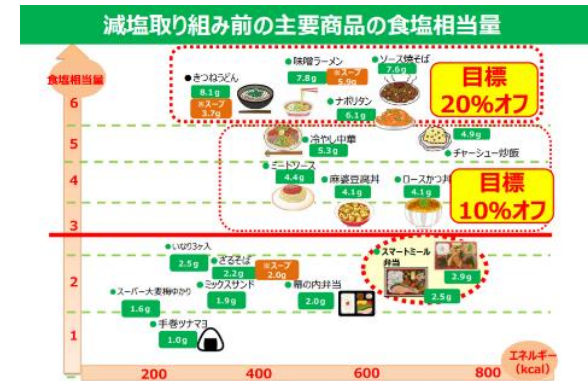 減塩取り組み前の主要商品の食塩相当量
食塩相当量
6
5
4
3
2
1
●きつねうどん
8.1g
※スープ
3.7g
●味噌ラーメン
7.8g
※スープ
5.9g
●ソース焼そば
7.6g
●ナポリタン
6.1g
目標
20%オフ
●冷やし中華
5.3g
4.9g
●チャーシュー炒飯
●ミートソース
4.4g
●麻婆豆腐丼
4.1g
●ロースかつ丼
4.1g
目標
10%オフ
●いなり3ヶ入
2.5g
●ざるそば
2.2g
※スープ
2.0g
●スマートミール
弁当
2.9g
2.5g
●スーパー大麦梅ゆかり
1.6g
●ミックスサンド
1.9g
●幕の内弁当
2.0g
●手巻ツナマヨ
1.0g
200
400
600
800
エネルギー
(kcal)